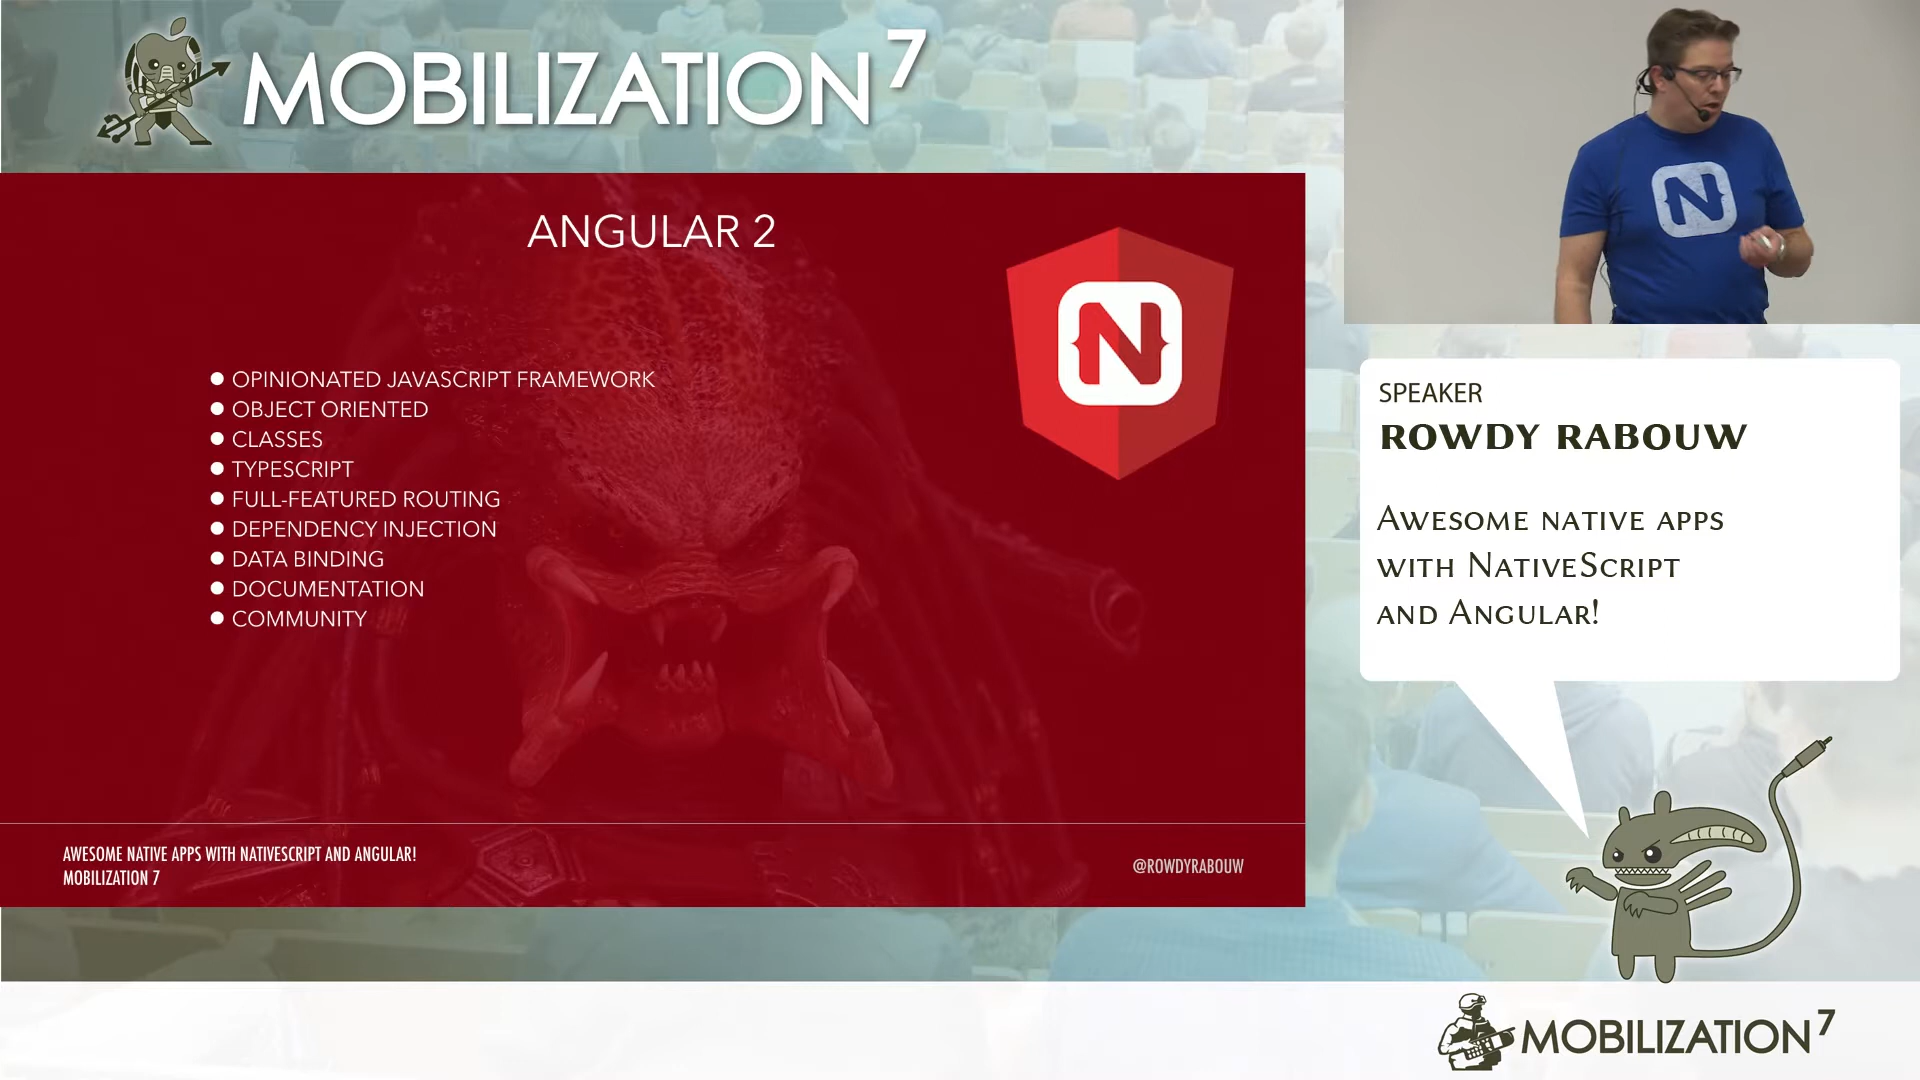 MOBILIZATION 7
ANGULAR 2
N
OPINIONATED JAVASCRIPT FRAMEWORK
OBJECT ORIENTED
CLASSES
TYPESCRIPT
FULL-FEATURED ROUTING
DEPENDENCY INJECTION
DATA BINDING
DOCUMENTATION
COMMUNITY
AWESOME NATIVE APPS WITH NATIVESCRIPT AND ANGULAR!
MOBILIZATION 7
@ROWDYRABOUW
N
SPEAKER
ROWDY RABOUW
AWESOME NATIVE APPS
WITH NATIVESCRIPT
AND ANGULAR!
MOBILIZATION 7